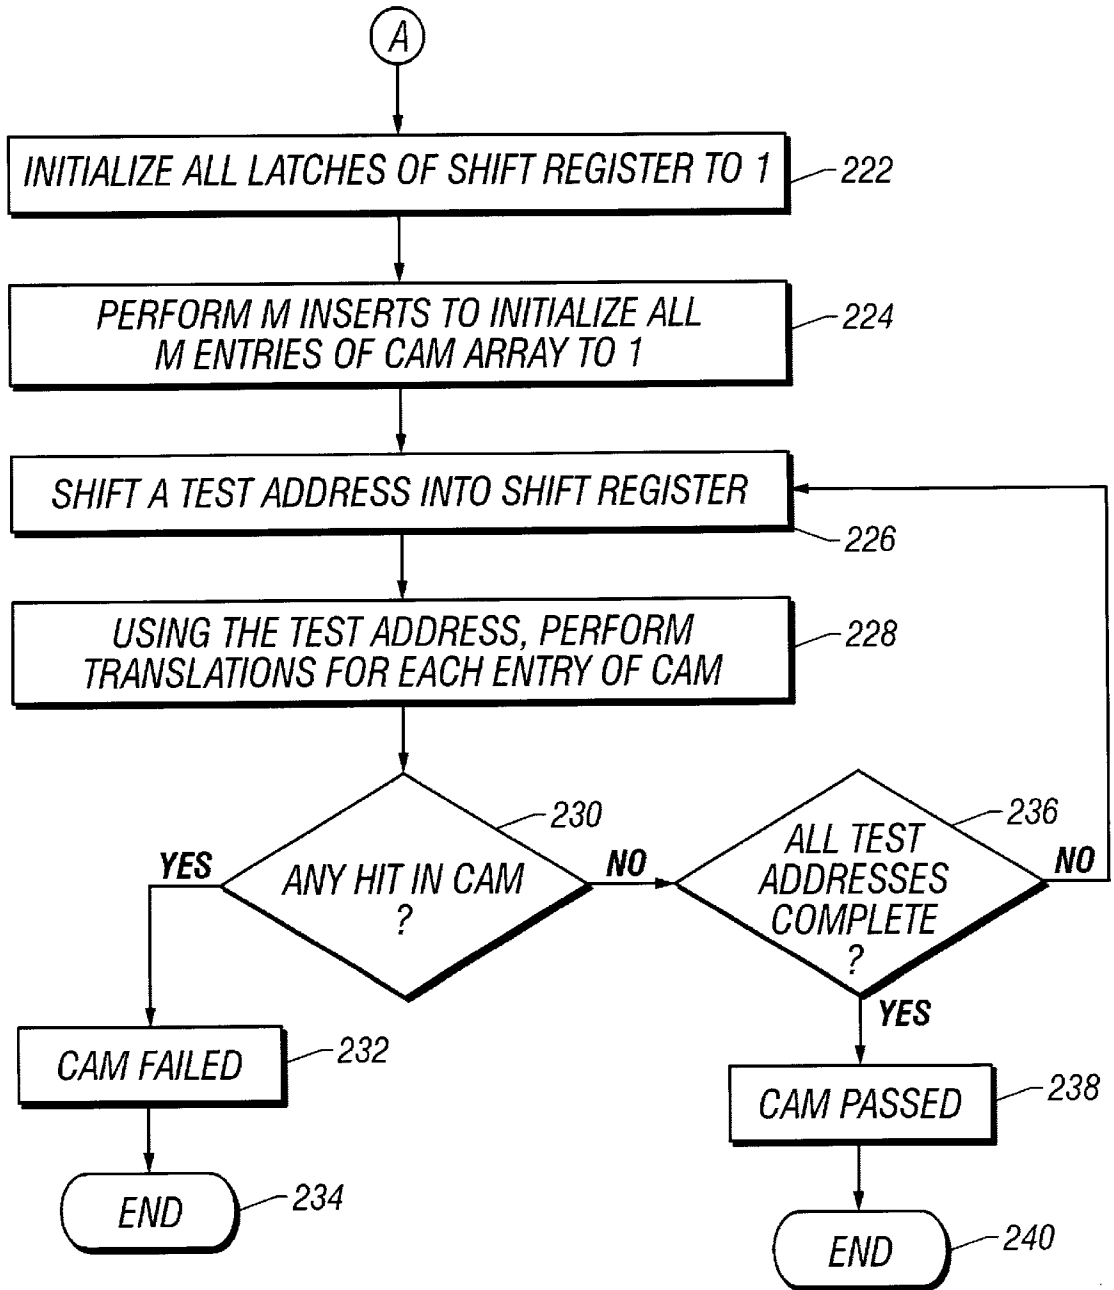 A
INITIALIZE ALL LATCHES OF SHIFT REGISTER TO 1
222
PERFORM M INSERTS TO INITIALIZE ALL
M ENTRIES OF CAM ARRAY TO 1
224
SHIFT A TEST ADDRESS INTO SHIFT REGISTER
226
USING THE TEST ADDRESS, PERFORM
TRANSLATIONS FOR EACH ENTRY OF CAM
228
230
YES
ANY HIT IN CAM
?
NO
236
ALL TEST
ADDRESSES
COMPLETE
?
NO
YES
CAM FAILED
232
CAM PASSED
238
END
234
END
240